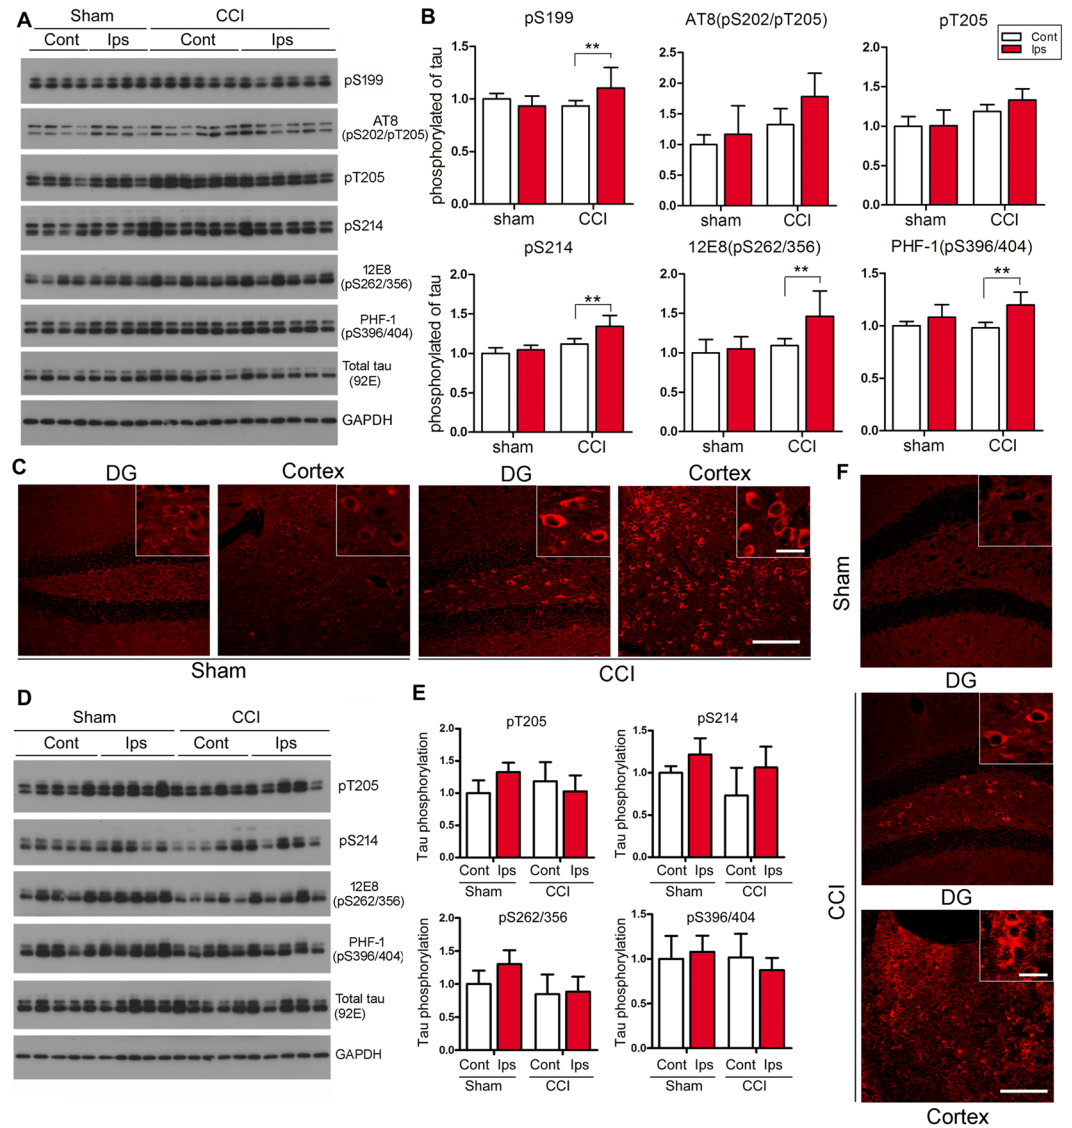 A
Sham CCI
Cont Ips Cont Ips
pS199
AT8
(pS202/pT205)
pT205
pS214
12E8
(pS262/356)
PHF-1
(pS396/404)
Total tau
(92E)
GAPDH
B
Cont
Ips
pS199
phosphorylated of tau
1.5
1.0
0.5
0.0
**
sham CCI
AT8(pS202/pT205)
2.5
2.0
1.5
1.0
0.5
0.0
sham CCI
pT205
2.0
1.5
1.0
0.5
0.0
sham CCI
pS214
phosphorylated of tau
2.0
1.5
1.0
0.5
0.0
**
sham CCI
12E8(pS262/356)
2.0
1.5
1.0
0.5
0.0
**
sham CCI
PHF-1(pS396/404)
1.5
1.0
0.5
0.0
**
sham CCI
C
DG Cortex DG Cortex
Sham CCI
D
Sham CCI
Cont Ips Cont Ips
pT205
pS214
12E8
(pS262/356)
PHF-1
(pS396/404)
Total tau
(92E)
GAPDH
E
pT205
Tau phosphorylation
2.0
1.5
1.0
0.5
0.0
Cont Ips Cont Ips
Sham CCI
pS214
Tau phosphorylation
1.5
1.0
0.5
0.0
Cont Ips Cont Ips
Sham CCI
pS262/356
Tau phosphorylation
2.0
1.5
1.0
0.5
0.0
Cont Ips Cont Ips
Sham CCI
pS396/404
Tau phosphorylation
1.5
1.0
0.5
0.0
Cont Ips Cont Ips
Sham CCI
F
Sham
DG
CCI
DG
Cortex